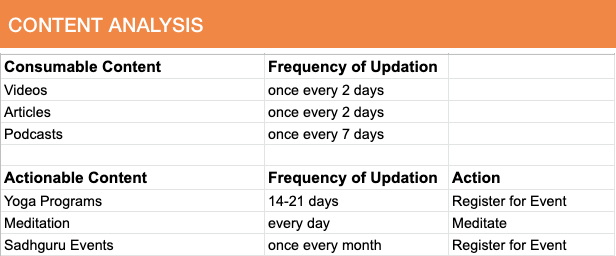 CONTENT ANALYSIS
Consumable Content Frequency of Updation
Videos once every 2 days
Articles once every 2 days
Podcasts once every 7 days
Actionable Content Frequency of Updation Action
Yoga Programs 14-21 days Register for Event
Meditation every day Meditate
Sadhguru Events once every month Register for Event